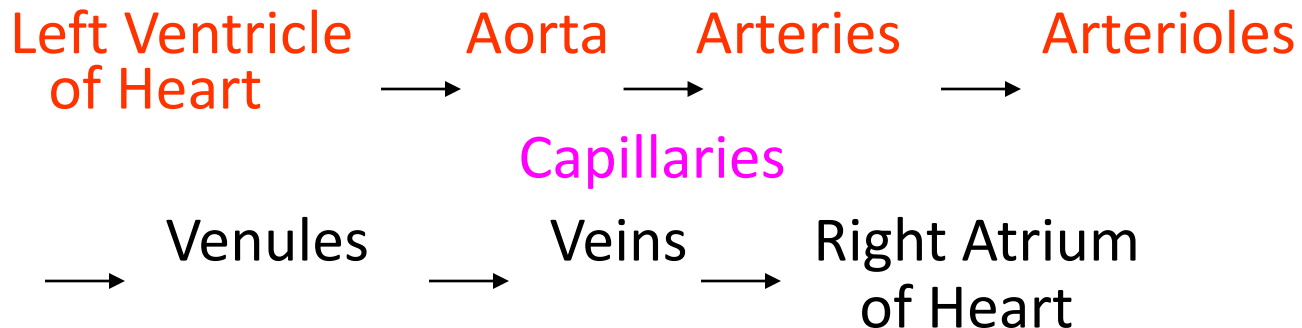 Left Ventricle of Heart → Aorta → Arteries → Arterioles
Capillaries
→ Venules → Veins → Right Atrium of Heart